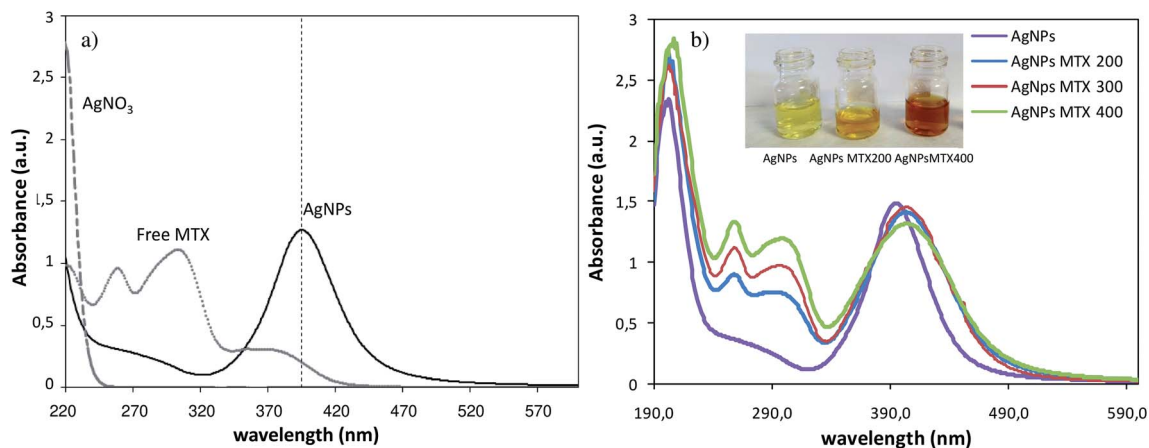 a)
Absorbance (a.u.)
3
2,5
2
1,5
1
0,5
0
AgNO3
Free MTX
AgNPs
220 270 320 370 420 470 520 570
wavelength (nm)
b)
Absorbance (a.u.)
3
2,5
2
1,5
1
0,5
0
AgNPs
AgNPs MTX 200
AgNps MTX 300
AgNPs MTX 400
AgNPs AgNPs MTX200 AgNPsMTX400
190,0 290,0 390,0 490,0 590,0
wavelength (nm)